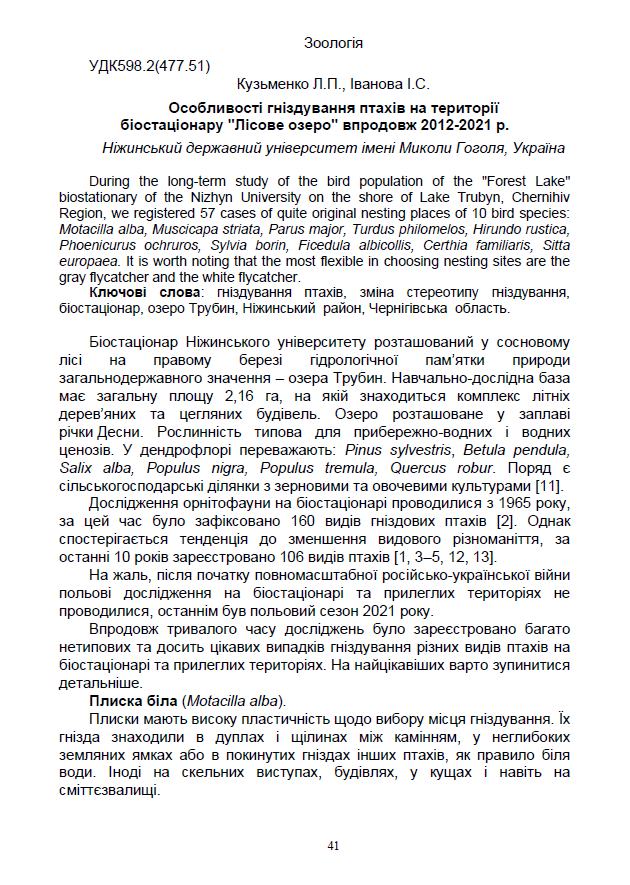 Зоологія
УДК598.2(477.51)
Кузьменко Л.П., Іванова І.С.
Особливості гніздування птахів на території
біостаціонару "Лісове озеро" впродовж 2012-2021 р.
Ніжинський державний університет імені Миколи Гоголя, Україна
During the long-term study of the bird population of the "Forest Lake"
biostationary of the Nizhyn University on the shore of Lake Trubyn, Chernihiv
Region, we registered 57 cases of quite original nesting places of 10 bird species:
Motacilla alba, Muscicapa striata, Parus major, Turdus philomelos, Hirundo rustica,
Phoenicurus ochruros, Sylvia borin, Ficedula albicollis, Certhia familiaris, Sitta
europaea. It is worth noting that the most flexible in choosing nesting sites are the
gray flycatcher and the white flycatcher.
Ключові слова: гніздування птахів, зміна стереотипу гніздування,
біостаціонар, озеро Трубин, Ніжинський район, Чернігівська область.
Біостаціонар Ніжинського університету розташований у сосновому
лісі на правому березі гідрологічної пам’ятки природи
загальнодержавного значення – озера Трубин. Навчально-дослідна база
має загальну площу 2,16 га, на якій знаходиться комплекс літніх
дерев’яних та цегляних будівель. Озеро розташоване у заплаві
річки Десни. Рослинність типова для прибережно-водних і водних
ценозів. У дендрофлорі переважають: Pinus sylvestris, Betula pendula,
Salix alba, Populus nigra, Populus tremula, Quercus robur. Поряд є
сільськогосподарські ділянки з зерновими та овочевими культурами [11].
Дослідження орнітофауни на біостаціонарі проводилися з 1965 року,
за цей час було зафіксовано 160 видів гніздових птахів [2]. Однак
спостерігається тенденція до зменшення видового різноманіття, за
останні 10 років зареєстровано 106 видів птахів [1, 3–5, 12, 13].
На жаль, після початку повномасштабної російсько-української війни
польові дослідження на біостаціонарі та прилеглих територіях не
проводилися, останнім був польовий сезон 2021 року.
Впродовж тривалого часу досліджень було зареєстровано багато
нетипових та досить цікавих випадків гніздування різних видів птахів на
біостаціонарі та прилеглих територіях. На найцікавіших варто зупинитися
детальніше.
Плиска біла (Motacilla alba).
Плиски мають високу пластичність щодо вибору місця гніздування. Їх
гнізда знаходили в дуплах і щілинах між камінням, у неглибоких
земляних ямках або в покинутих гніздах інших птахів, як правило біля
води. Іноді на скельних виступах, будівлях, у кущах і навіть на
сміттєзвалищі.
41